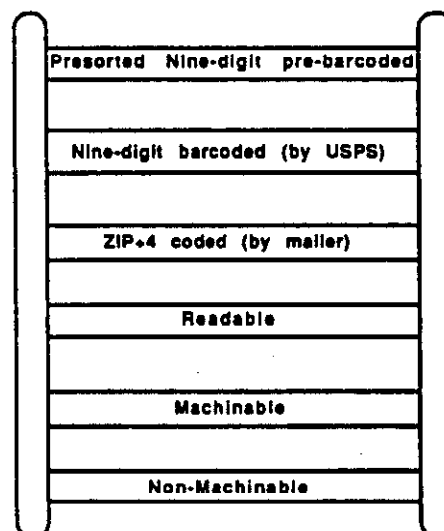 Presorted Nine-digit pre-barcoded
Nine-digit barcoded (by USPS)
ZIP+4 coded (by mailer)
Readable
Machinable
Non-Machinable